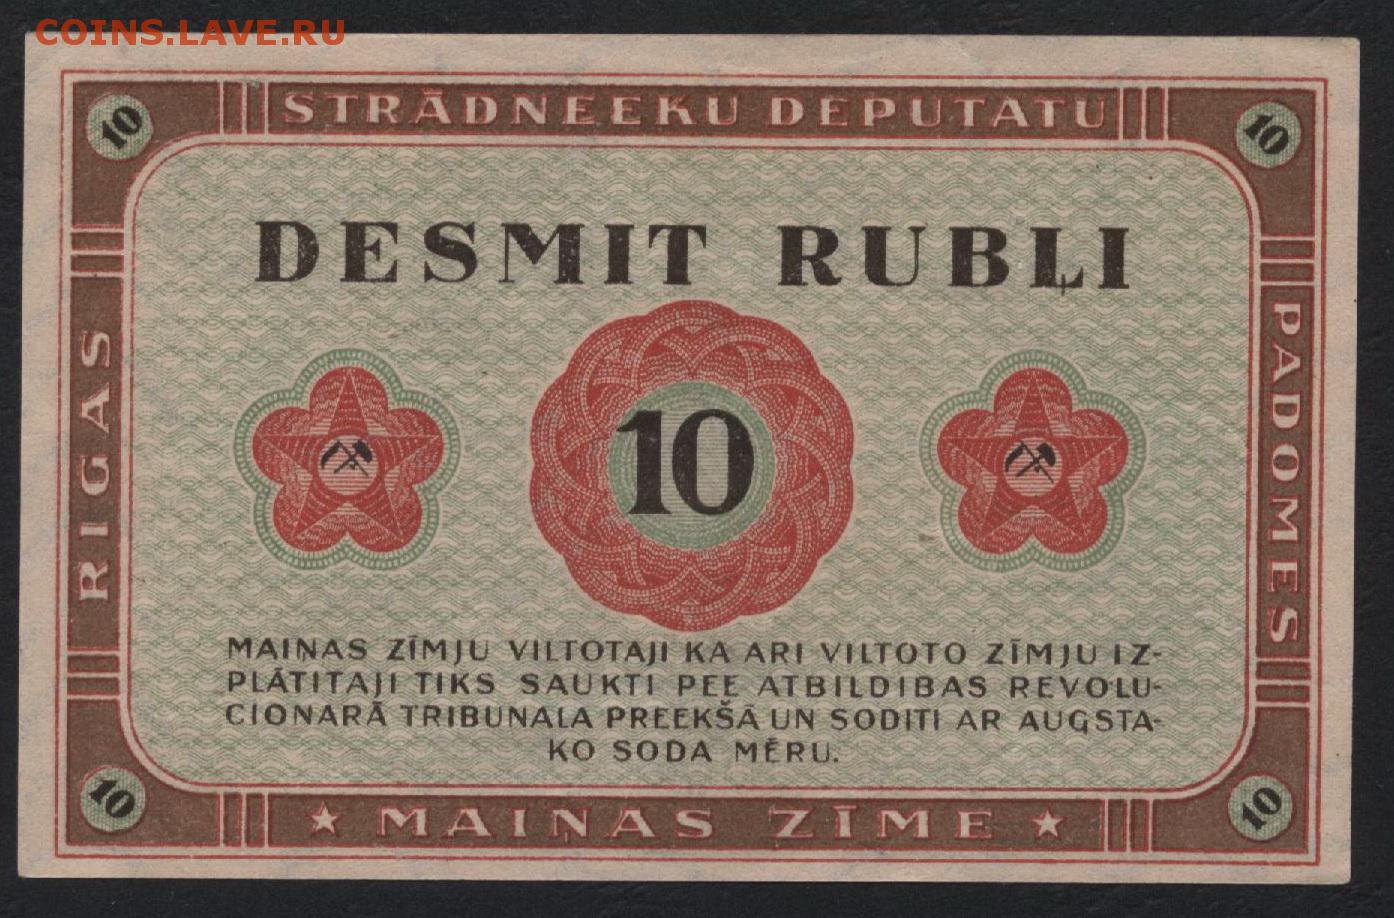 COINS.LAVE.RU
10
STRĀDNEEKU DEPUTATU
10
DESMIT RUBĻI
RIGAS
PADOMES
10
MAIŅAS ZĪMJU VILTOTAJI KA ARI VILTOTO ZĪMJU IZ-
PLĀTITAJI TIKS SAUKTI PEE ATBILDIBAS REVOLU-
CIONARĀ TRIBUNALA PREEKŠĀ UN SODITI AR AUGSTA-
KO SODA MĒRU.
10
★ MAIŅAS ZĪME ★
10